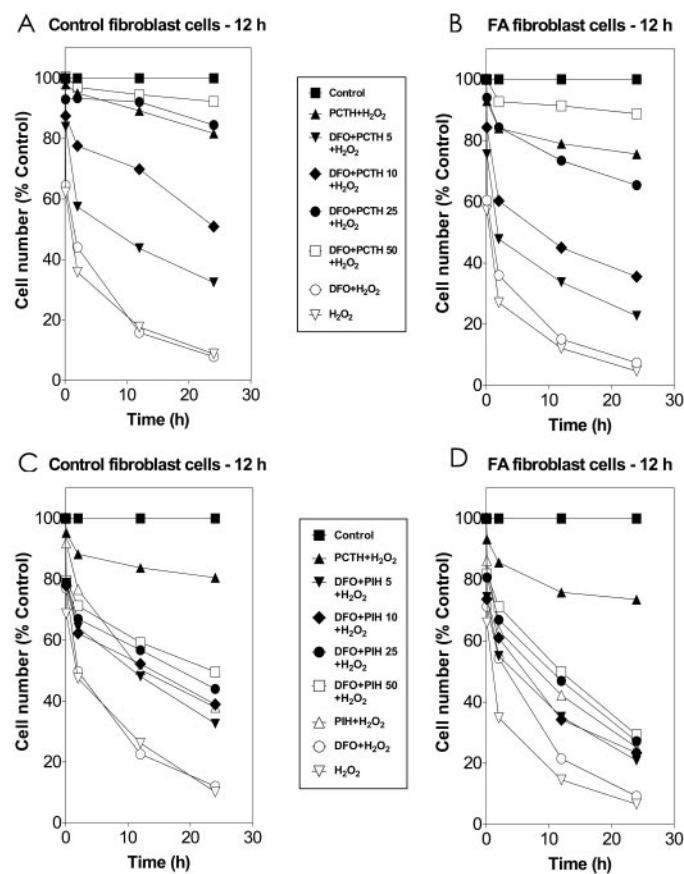 A Control fibroblast cells - 12 h
Cell number (% Control)
100
80
60
40
20
0
0 10 20 30
Time (h)
Control
PCTH+H₂O₂
DFO+PCTH 5
+H₂O₂
DFO+PCTH 10
+H₂O₂
DFO+PCTH 25
+H₂O₂
DFO+PCTH 50
+H₂O₂
DFO+H₂O₂
H₂O₂
B FA fibroblast cells - 12 h
Cell number (% Control)
100
80
60
40
20
0
0 10 20 30
Time (h)
C Control fibroblast cells - 12 h
Cell number (% Control)
100
80
60
40
20
0
0 10 20 30
Time (h)
Control
PCTH+H₂O₂
DFO+PIH 5
+H₂O₂
DFO+PIH 10
+H₂O₂
DFO+PIH 25
+H₂O₂
DFO+PIH 50
+H₂O₂
PIH+H₂O₂
DFO+H₂O₂
H₂O₂
D FA fibroblast cells - 12 h
Cell number (% Control)
100
80
60
40
20
0
0 10 20 30
Time (h)